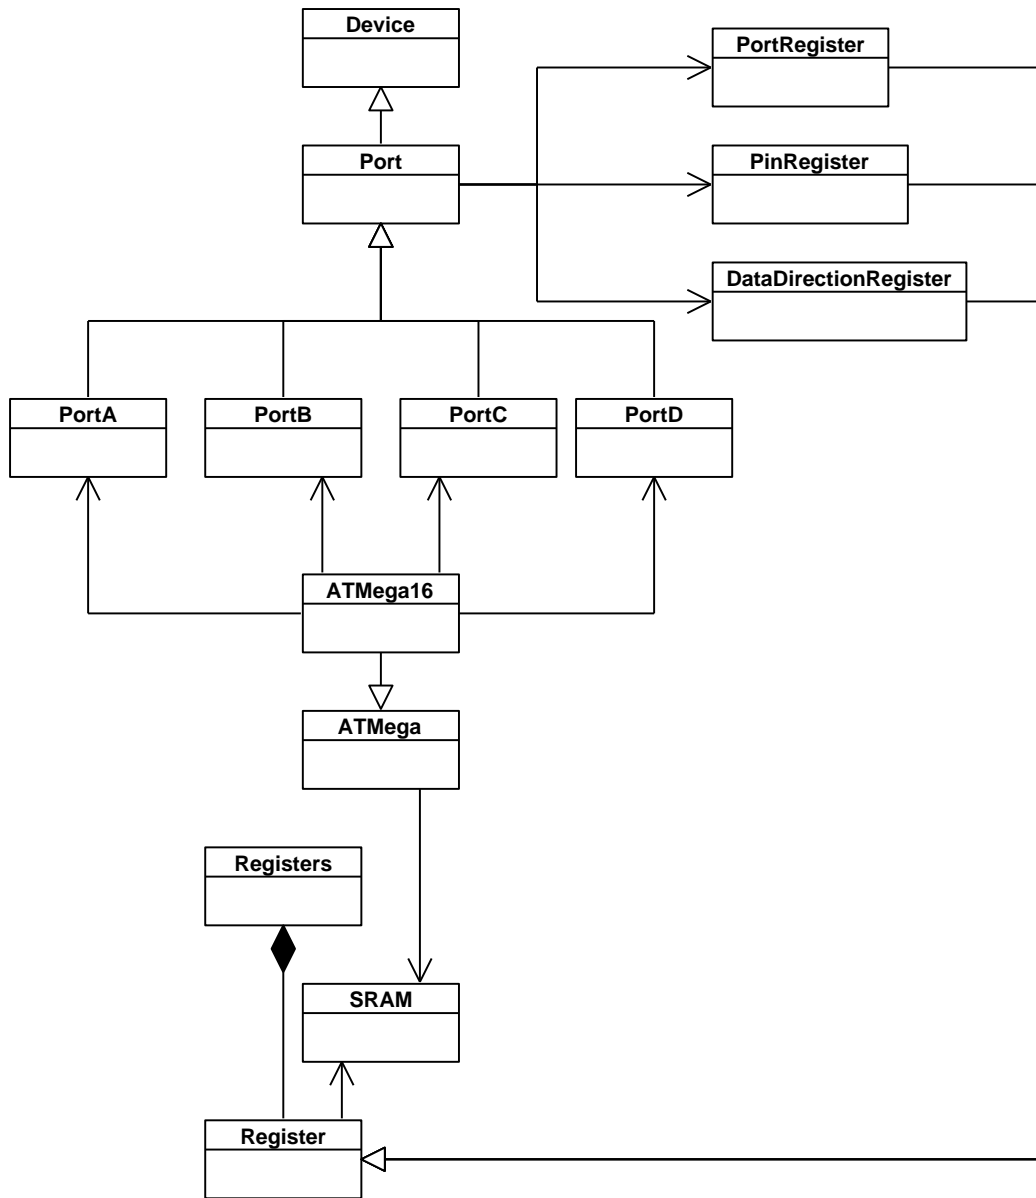 Device
PortRegister
Port
PinRegister
DataDirectionRegister
PortA
PortB
PortC
PortD
ATMega16
ATMega
Registers
SRAM
Register